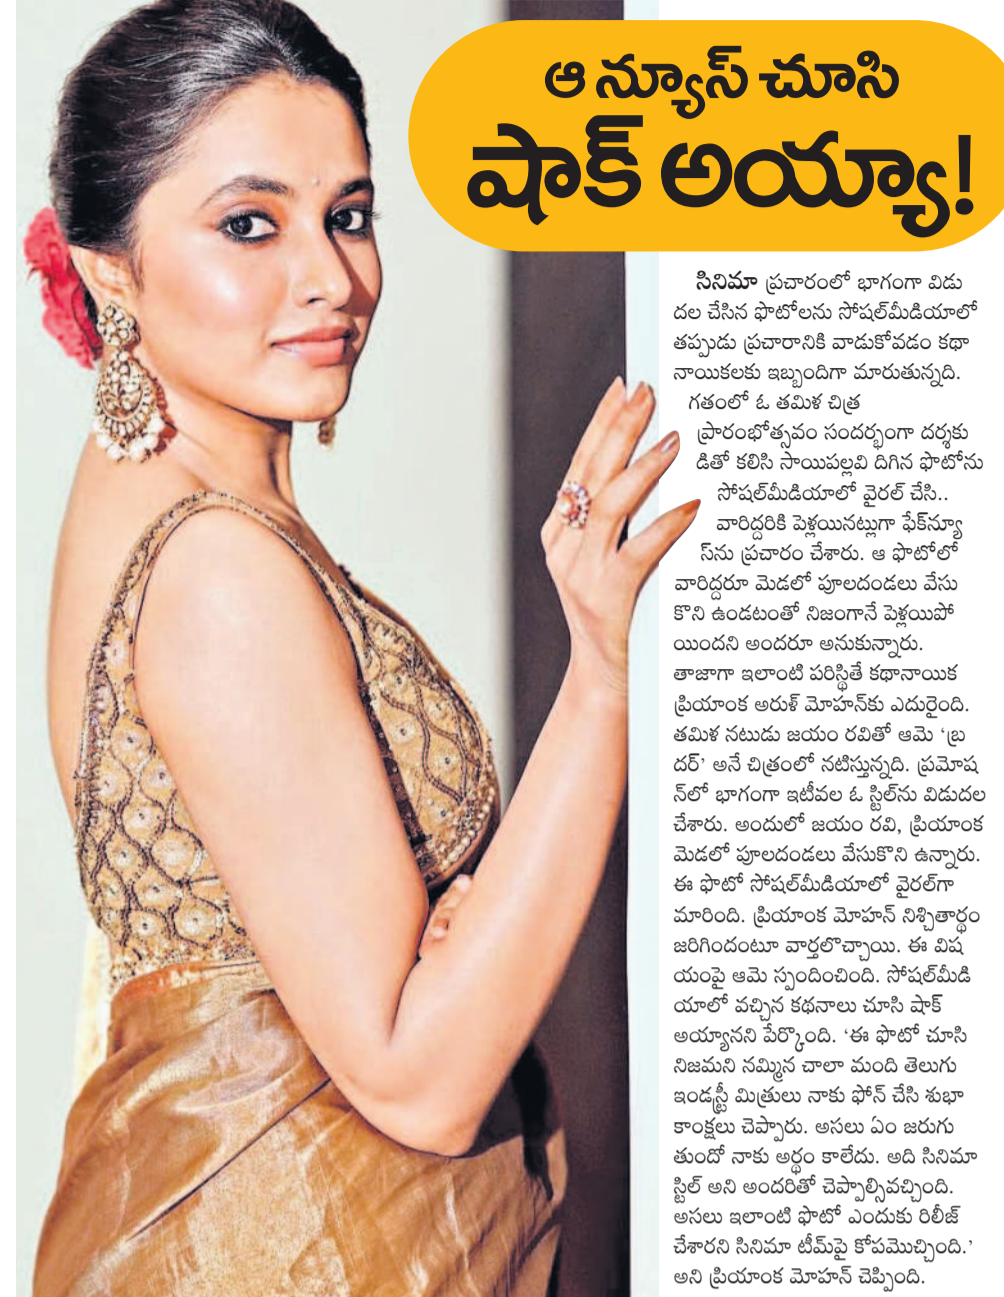 ఆ న్యూస్ చూసి
షాక్ అయ్యా!
సినిమా ప్రచారంలో భాగంగా విడు
దల చేసిన ఫొటోలను సోషల్‌మీడియాలో
తప్పుడు ప్రచారానికి వాడుకోవడం కథా
నాయికలకు ఇబ్బందిగా మారుతున్నది.
గతంలో ఓ తమిళ చిత్ర
ప్రారంభోత్సవం సందర్భంగా దర్శకు
డితో కలిసి సాయిపల్లవి దిగిన ఫొటోను
సోషల్‌మీడియాలో వైరల్ చేసి..
వారిద్దరికి పెళ్లయినట్లుగా ఫేక్‌న్యూ
స్‌ను ప్రచారం చేశారు. ఆ ఫొటోలో
వారిద్దరూ మెడలో పూలదండలు వేసు
కొని ఉండటంతో నిజంగానే పెళ్లయిపో
యిందని అందరూ అనుకున్నారు.
తాజాగా ఇలాంటి పరిస్థితే కథానాయిక
ప్రియాంక అరుళ్ మోహన్‌కు ఎదురైంది.
తమిళ నటుడు జయం రవితో ఆమె ‘బ్ర
దర్’ అనే చిత్రంలో నటిస్తున్నది. ప్రమోష
న్‌లో భాగంగా ఇటీవల ఓ స్టిల్‌ను విడుదల
చేశారు. అందులో జయం రవి, ప్రియాంక
మెడలో పూలదండలు వేసుకొని ఉన్నారు.
ఈ ఫొటో సోషల్‌మీడియాలో వైరల్‌గా
మారింది. ప్రియాంక మోహన్ నిశ్చితార్థం
జరిగిందంటూ వార్తలొచ్చాయి. ఈ విష
యంపై ఆమె స్పందించింది. సోషల్‌మీడి
యాలో వచ్చిన కథనాలు చూసి షాక్
అయ్యానని పేర్కొంది. ‘ఈ ఫొటో చూసి
నిజమని నమ్మిన చాలా మంది తెలుగు
ఇండస్ట్రీ మిత్రులు నాకు ఫోన్ చేసి శుభా
కాంక్షలు చెప్పారు. అసలు ఏం జరుగు
తుందో నాకు అర్థం కాలేదు. అది సినిమా
స్టిల్ అని అందరితో చెప్పాల్సివచ్చింది.
అసలు ఇలాంటి ఫొటో ఎందుకు రిలీజ్
చేశారని సినిమా టీమ్‌పై కోపమొచ్చింది.’
అని ప్రియాంక మోహన్ చెప్పింది.